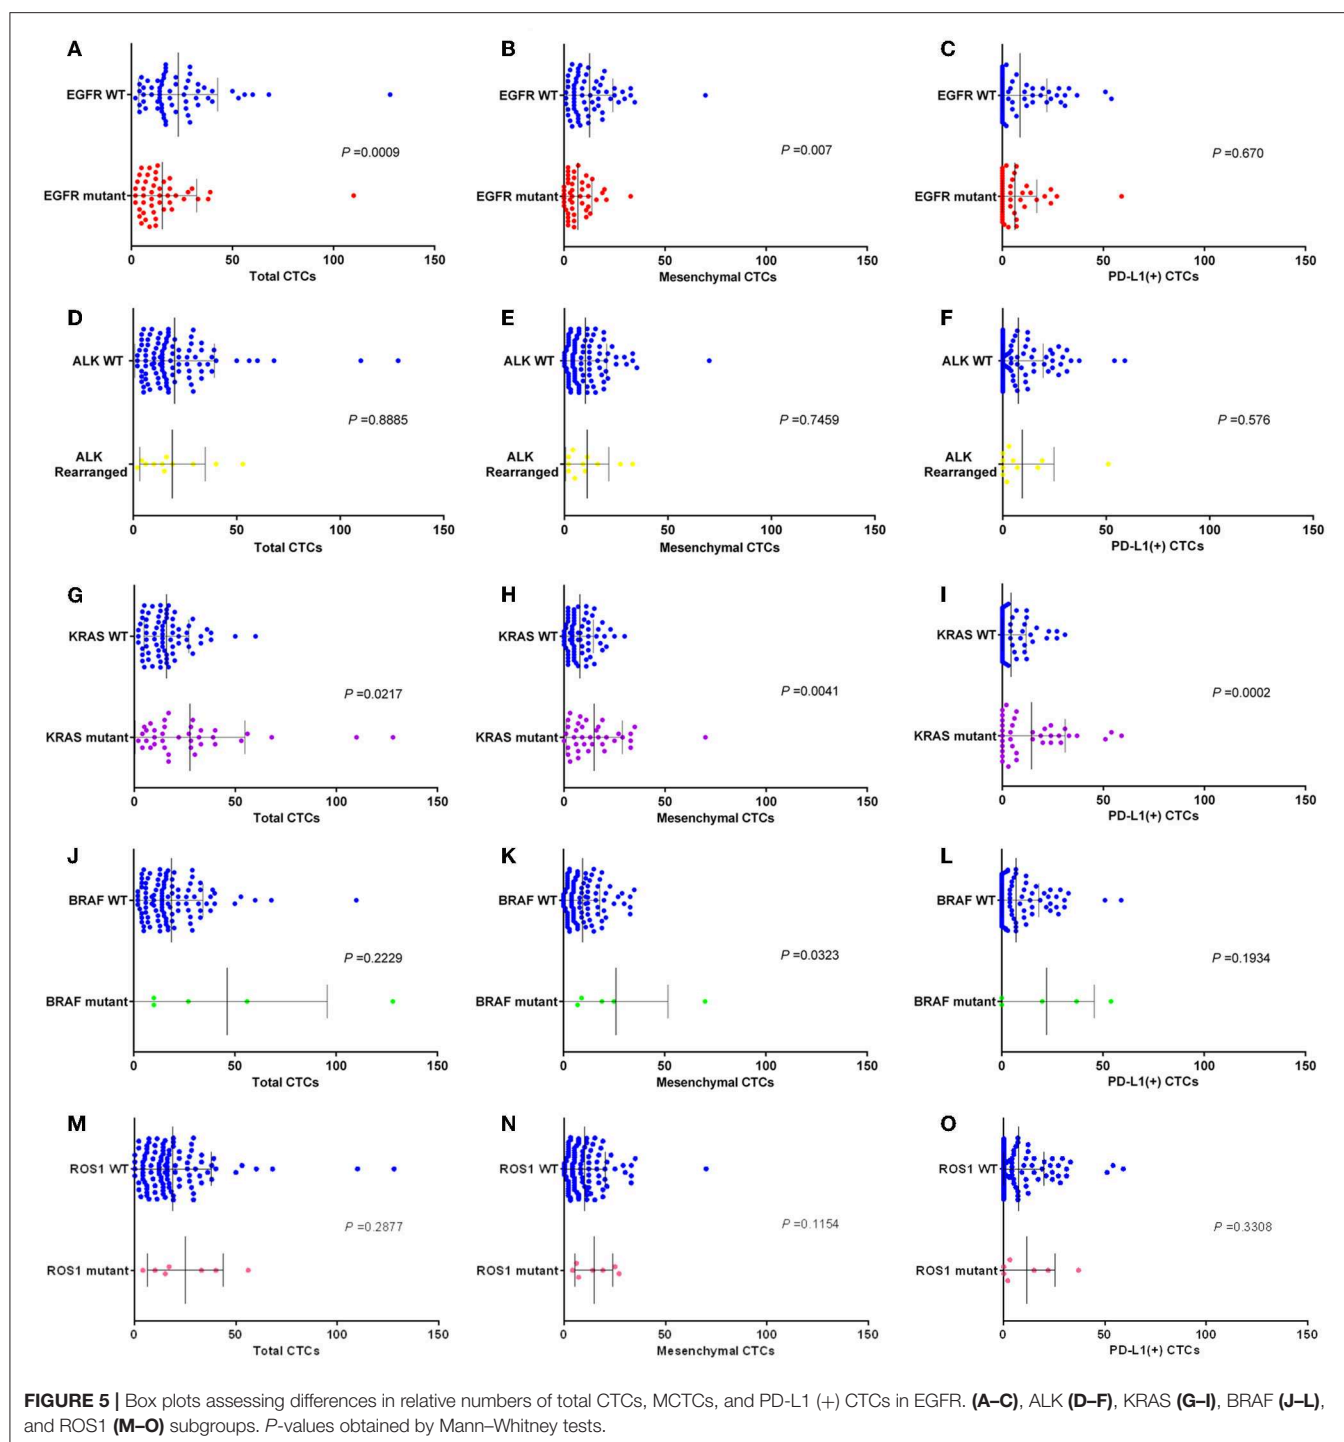 A
EGFR WT
EGFR mutant
P =0.0009
0 50 100 150
Total CTCs
B
EGFR WT
EGFR mutant
P =0.007
0 50 100 150
Mesenchymal CTCs
C
EGFR WT
EGFR mutant
P =0.670
0 50 100 150
PD-L1(+) CTCs
D
ALK WT
ALK
Rearranged
P =0.8885
0 50 100 150
Total CTCs
E
ALK WT
ALK
Rearranged
P =0.7459
0 50 100 150
Mesenchymal CTCs
F
ALK WT
ALK
Rearranged
P =0.576
0 50 100 150
PD-L1(+) CTCs
G
KRAS WT
KRAS mutant
P =0.0217
0 50 100 150
Total CTCs
H
KRAS WT
KRAS mutant
P =0.0041
0 50 100 150
Mesenchymal CTCs
I
KRAS WT
KRAS mutant
P =0.0002
0 50 100 150
PD-L1(+) CTCs
J
BRAF WT
BRAF mutant
P =0.2229
0 50 100 150
Total CTCs
K
BRAF WT
BRAF mutant
P =0.0323
0 50 100 150
Mesenchymal CTCs
L
BRAF WT
BRAF mutant
P =0.1934
0 50 100 150
PD-L1(+) CTCs
M
ROS1 WT
ROS1 mutant
P =0.2877
0 50 100 150
Total CTCs
N
ROS1 WT
ROS1 mutant
P =0.1154
0 50 100 150
Mesenchymal CTCs
O
ROS1 WT
ROS1 mutant
P =0.3308
0 50 100 150
PD-L1(+) CTCs
FIGURE 5 | Box plots assessing differences in relative numbers of total CTCs, MCTCs, and PD-L1 (+) CTCs in EGFR. (A–C), ALK (D–F), KRAS (G–I), BRAF (J–L),
and ROS1 (M–O) subgroups. P-values obtained by Mann–Whitney tests.